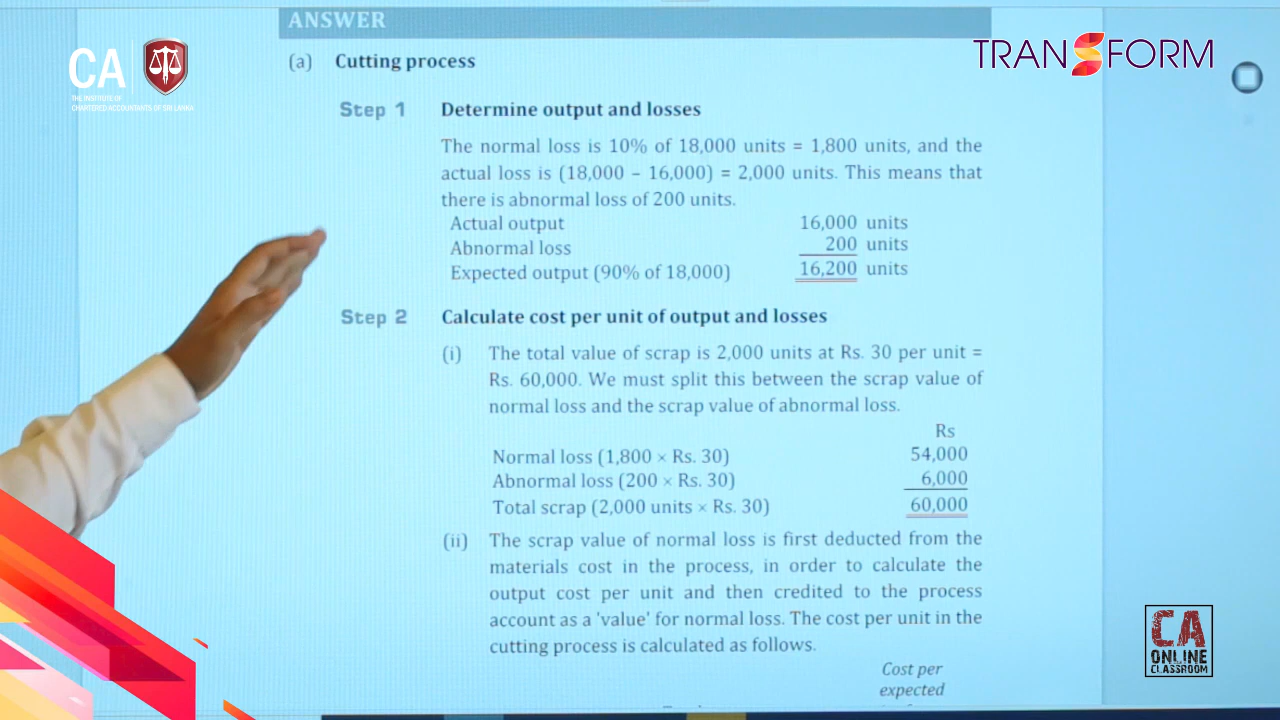 ANSWER
CA
THE INSTITUTE OF
CHARTERED ACCOUNTANTS OF SRI LANKA
TRANSFORM
(a) Cutting process
Step 1 Determine output and losses
The normal loss is 10% of 18,000 units = 1,800 units, and the
actual loss is (18,000 – 16,000) = 2,000 units. This means that
there is abnormal loss of 200 units.
Actual output 16,000 units
Abnormal loss 200 units
Expected output (90% of 18,000) 16,200 units
Step 2 Calculate cost per unit of output and losses
(i) The total value of scrap is 2,000 units at Rs. 30 per unit =
Rs. 60,000. We must split this between the scrap value of
normal loss and the scrap value of abnormal loss.
Rs
Normal loss (1,800 × Rs. 30) 54,000
Abnormal loss (200 × Rs. 30) 6,000
Total scrap (2,000 units × Rs. 30) 60,000
(ii) The scrap value of normal loss is first deducted from the
materials cost in the process, in order to calculate the
output cost per unit and then credited to the process
account as a 'value' for normal loss. The cost per unit in the
cutting process is calculated as follows.
Cost per
expected
CA
ONLINE
CLASSROOM